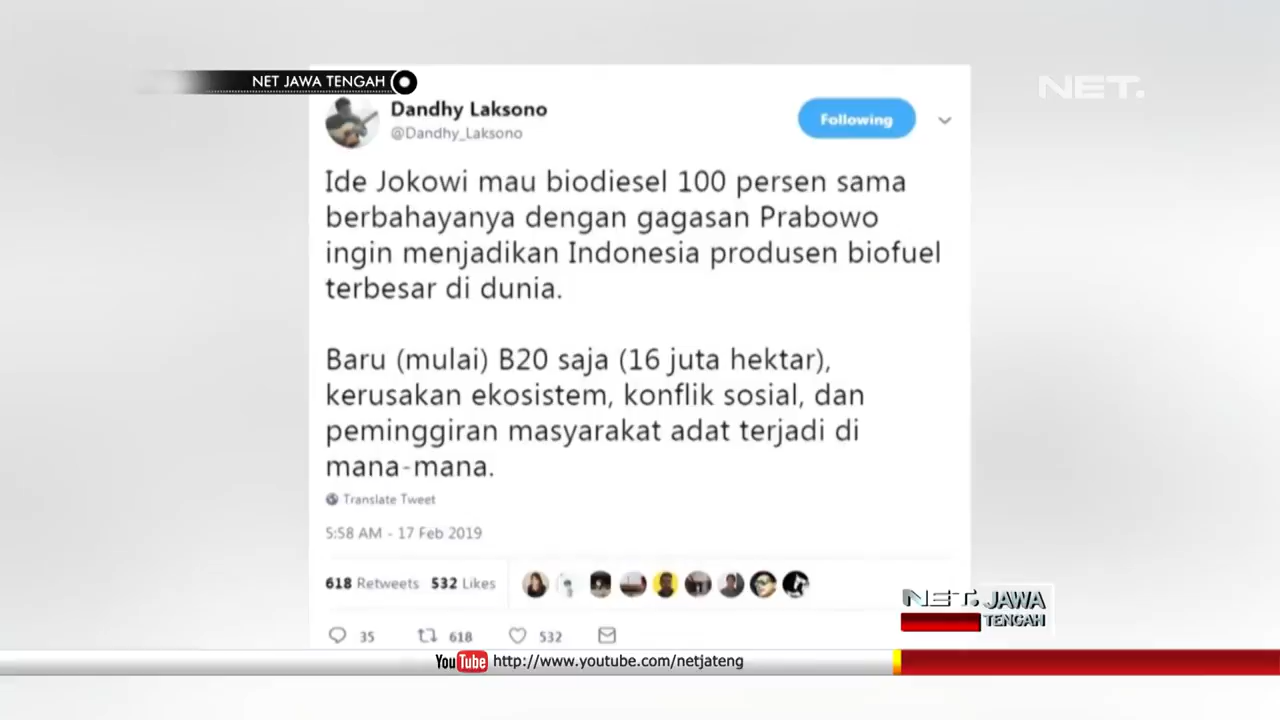 NET JAWA TENGAH
NET.
Dandhy Laksono
@Dandhy_Laksono
Following
Ide Jokowi mau biodiesel 100 persen sama
berbahayanya dengan gagasan Prabowo
ingin menjadikan Indonesia produsen biofuel
terbesar di dunia.
Baru (mulai) B20 saja (16 juta hektar),
kerusakan ekosistem, konflik sosial, dan
peminggiran masyarakat adat terjadi di
mana-mana.
Translate Tweet
5:58 AM - 17 Feb 2019
618 Retweets 532 Likes
35 618 532
NET. JAWA
TENGAH
YouTube http://www.youtube.com/netjateng